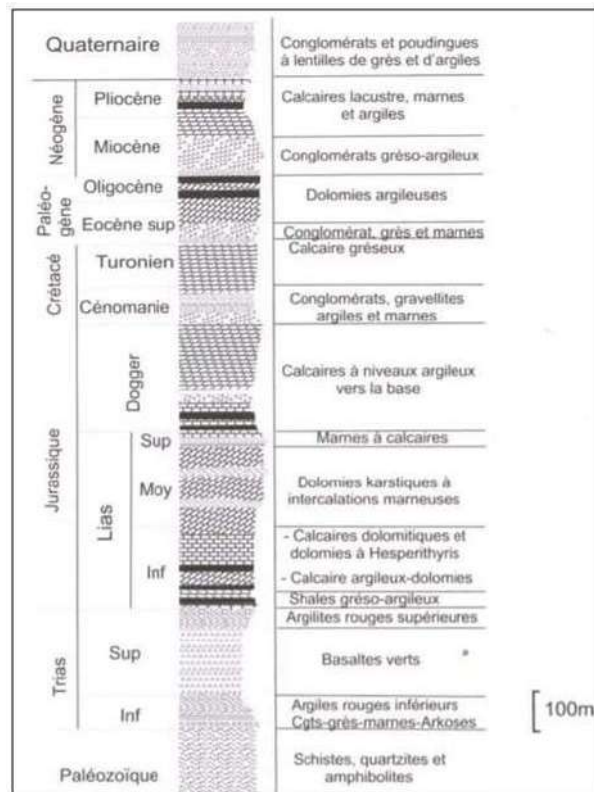 Quaternaire
Conglomérats et poudingues
à lentilles de grès et d'argiles
Néogène
Pliocène
Calcaires lacustre, marnes
et argiles
Miocène
Conglomérats gréso-argileux
Paléo-
gène
Oligocène
Dolomies argileuses
Eocène sup
Conglomérat, grès et marnes
Crétacé
Turonien
Calcaire gréseux
Cénomanie
Conglomérats, gravellites
argiles et marnes
Jurassique
Dogger
Calcaires à niveaux argileux
vers la base
Lias
Sup
Marnes à calcaires
Moy
Dolomies karstiques à
intercalations marneuses
Inf
- Calcaires dolomitiques et
dolomies à Hesperithyris
- Calcaire argileux-dolomies
Shales gréso-argileux
Trias
Argilites rouges supérieures
Sup
Basaltes verts
Inf
Argiles rouges inférieurs
Cgts-grès-marnes-Arkoses
100m
Paléozoïque
Schistes, quartzites et
amphibolites